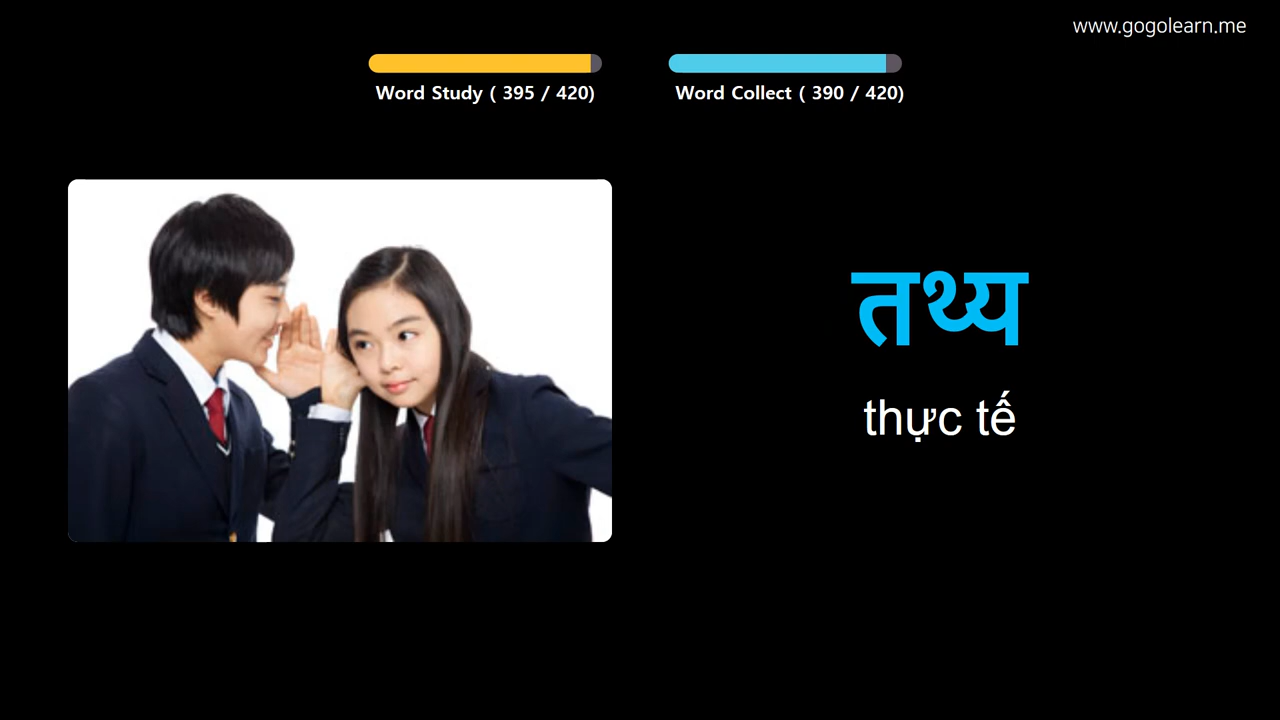 www.gogolearn.me
Word Study ( 395 / 420)
Word Collect ( 390 / 420)
तथ्य
thực tế